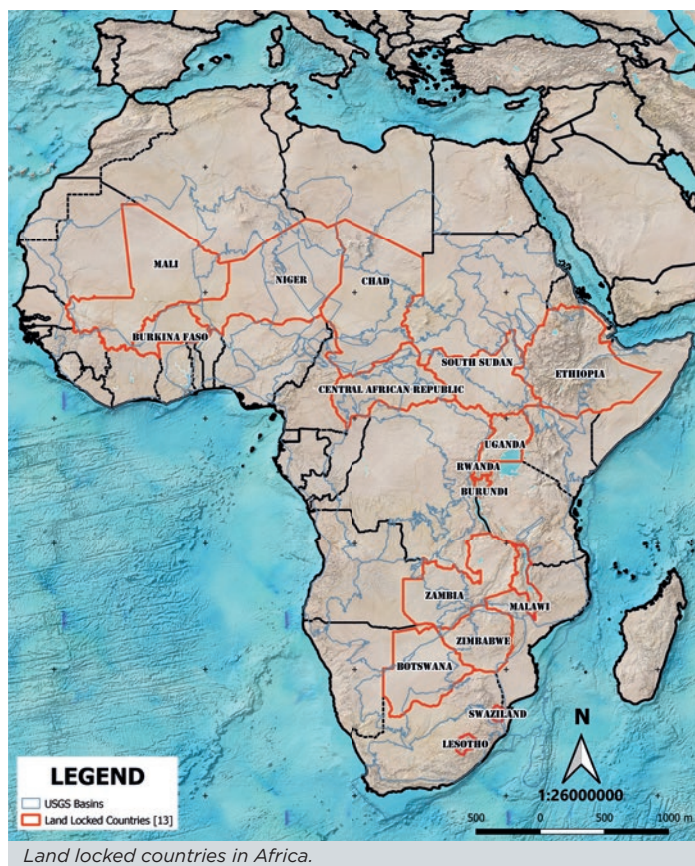 MALI
NIGER
CHAD
BURKINA FASO
SOUTH SUDAN
CENTRAL AFRICAN REPUBLIC
ETHIOPIA
UGANDA
RWANDA
BURUNDI
ZAMBIA
MALAWI
ZIMBABWE
BOTSWANA
SWAZILAND
LESOTHO
N
1:26000000
500 0 500 1000 m
LEGEND
USGS Basins
Land Locked Countries [13]
Land locked countries in Africa.